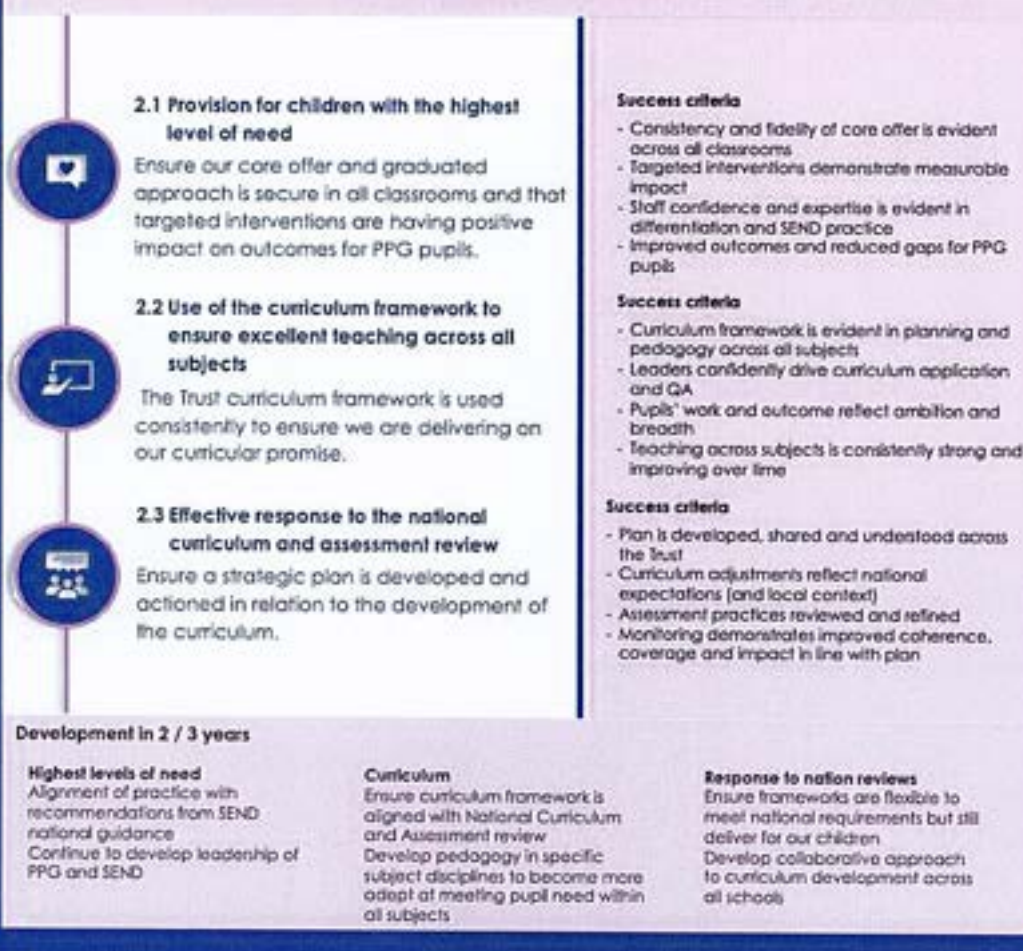 2.1 Provision for children with the highest
level of need
Ensure our core offer and graduated
approach is secure in all classrooms and that
targeted interventions are having positive
impact on outcomes for PPG pupils.
Success criteria
- Consistency and fidelity of core offer is evident
across all classrooms
- Targeted interventions demonstrate measurable
impact
- Staff confidence and expertise is evident in
differentiation and SEND practice
- Improved outcomes and reduced gaps for PPG
pupils
2.2 Use of the curriculum framework to
ensure excellent teaching across all
subjects
The Trust curriculum framework is used
consistently to ensure we are delivering on
our curricular promise.
Success criteria
- Curriculum framework is evident in planning and
pedagogy across all subjects
- Leaders confidently drive curriculum application
and QA
- Pupils' work and outcome reflect ambition and
breadth
- Teaching across subjects is consistently strong and
improving over time
2.3 Effective response to the national
curriculum and assessment review
Ensure a strategic plan is developed and
actioned in relation to the development of
the curriculum.
Success criteria
- Plan is developed, shared and understood across
the Trust
- Curriculum adjustments reflect national
expectations (and local context)
- Assessment practices reviewed and refined
- Monitoring demonstrates improved coherence,
coverage and impact in line with plan
Development in 2 / 3 years
Highest levels of need
Alignment of practice with
recommendations from SEND
national guidance
Continue to develop leadership of
PPG and SEND
Curriculum
Ensure curriculum framework is
aligned with National Curriculum
and Assessment review
Develop pedagogy in specific
subject disciplines to become more
adept at meeting pupil need within
all subjects
Response to nation reviews
Ensure frameworks are flexible to
meet national requirements but still
deliver for our children
Develop collaborative approach
to curriculum development across
all schools